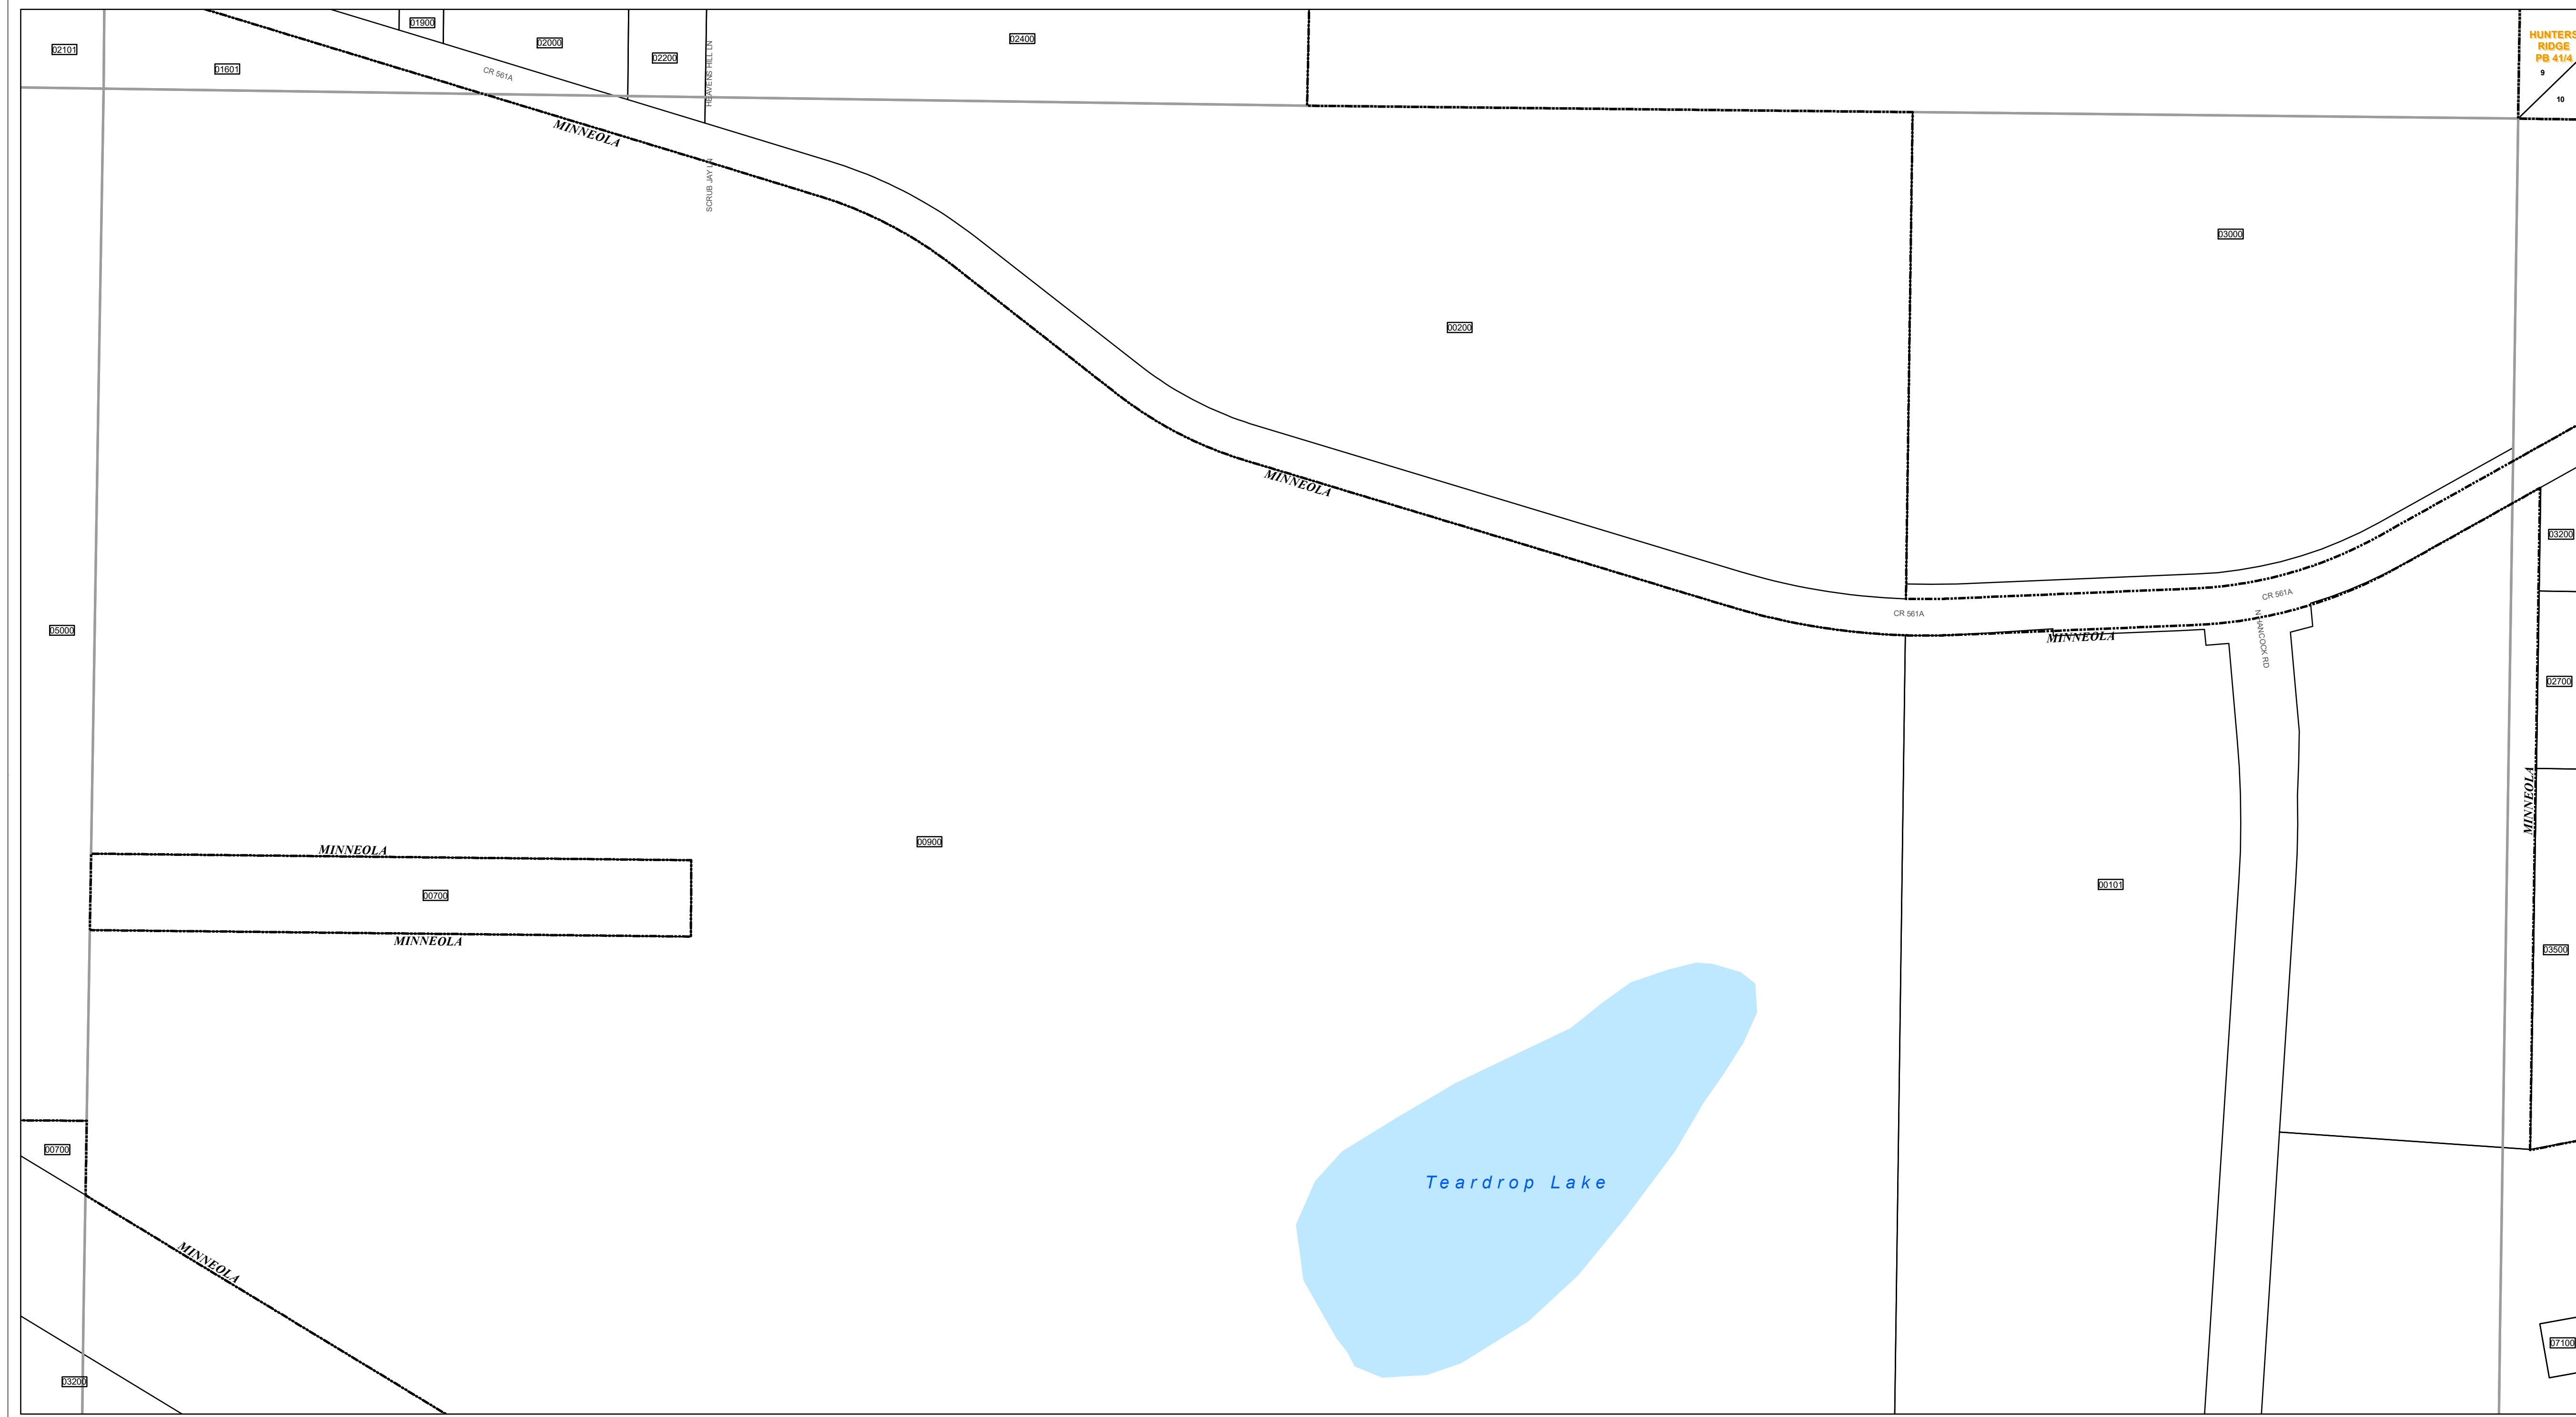 01900
02000
02101
01601
CR 561A
02200
HEAVENS HILL LN
02400
HUNTERS
RIDGE
PB 41/4
9
10
MINNEOLA
SCRUB JAY LN
03000
00200
MINNEOLA
03200
CR 561A
CR 561A
N HANCOCK RD
MINNEOLA
05000
02700
MINNEOLA
MINNEOLA
00900
00700
00101
MINNEOLA
03500
00700
Teardrop Lake
MINNEOLA
07100
03200